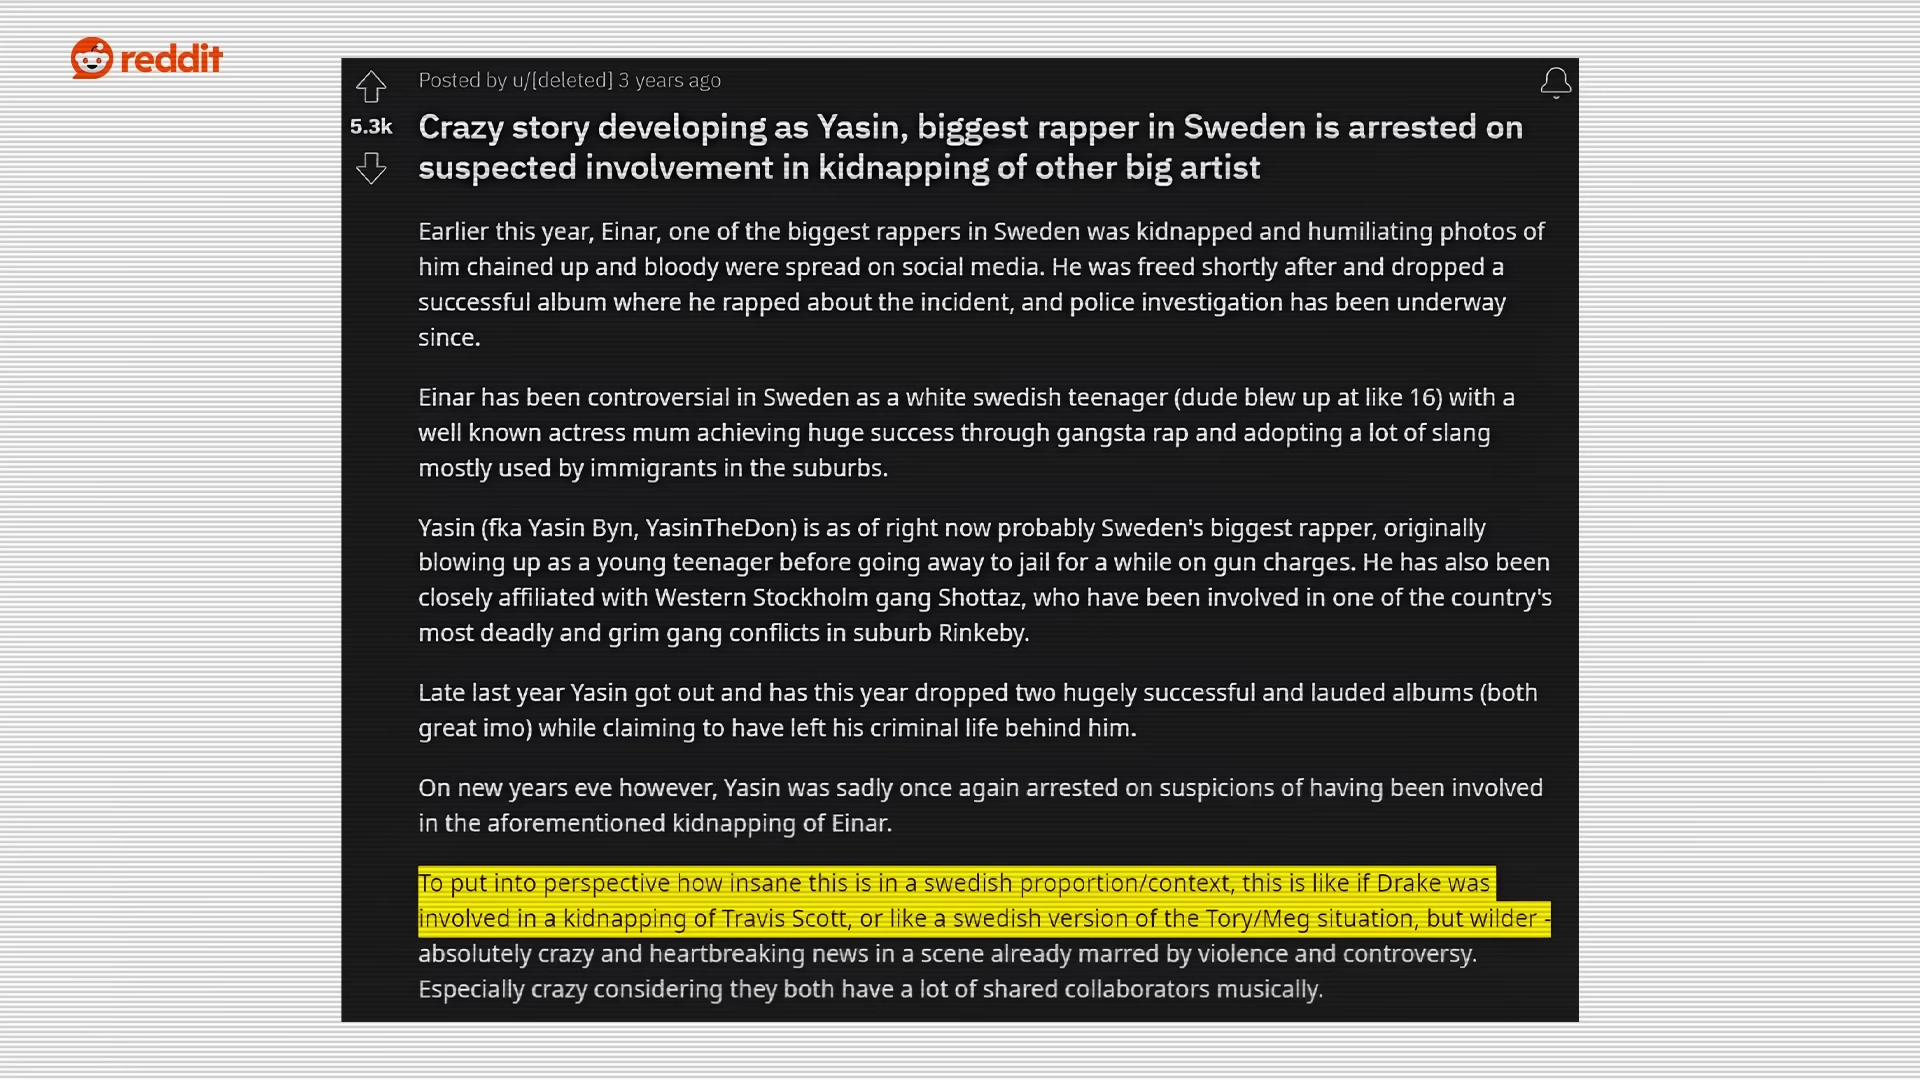 reddit
Posted by u/[deleted] 3 years ago
5.3k
Crazy story developing as Yasin, biggest rapper in Sweden is arrested on
suspected involvement in kidnapping of other big artist
Earlier this year, Einar, one of the biggest rappers in Sweden was kidnapped and humiliating photos of
him chained up and bloody were spread on social media. He was freed shortly after and dropped a
successful album where he rapped about the incident, and police investigation has been underway
since.
Einar has been controversial in Sweden as a white swedish teenager (dude blew up at like 16) with a
well known actress mum achieving huge success through gangsta rap and adopting a lot of slang
mostly used by immigrants in the suburbs.
Yasin (fka Yasin Byn, YasinTheDon) is as of right now probably Sweden's biggest rapper, originally
blowing up as a young teenager before going away to jail for a while on gun charges. He has also been
closely affiliated with Western Stockholm gang Shottaz, who have been involved in one of the country's
most deadly and grim gang conflicts in suburb Rinkeby.
Late last year Yasin got out and has this year dropped two hugely successful and lauded albums (both
great imo) while claiming to have left his criminal life behind him.
On new years eve however, Yasin was sadly once again arrested on suspicions of having been involved
in the aforementioned kidnapping of Einar.
To put into perspective how insane this is in a swedish proportion/context, this is like if Drake was
involved in a kidnapping of Travis Scott, or like a swedish version of the Tory/Meg situation, but wilder -
absolutely crazy and heartbreaking news in a scene already marred by violence and controversy.
Especially crazy considering they both have a lot of shared collaborators musically.